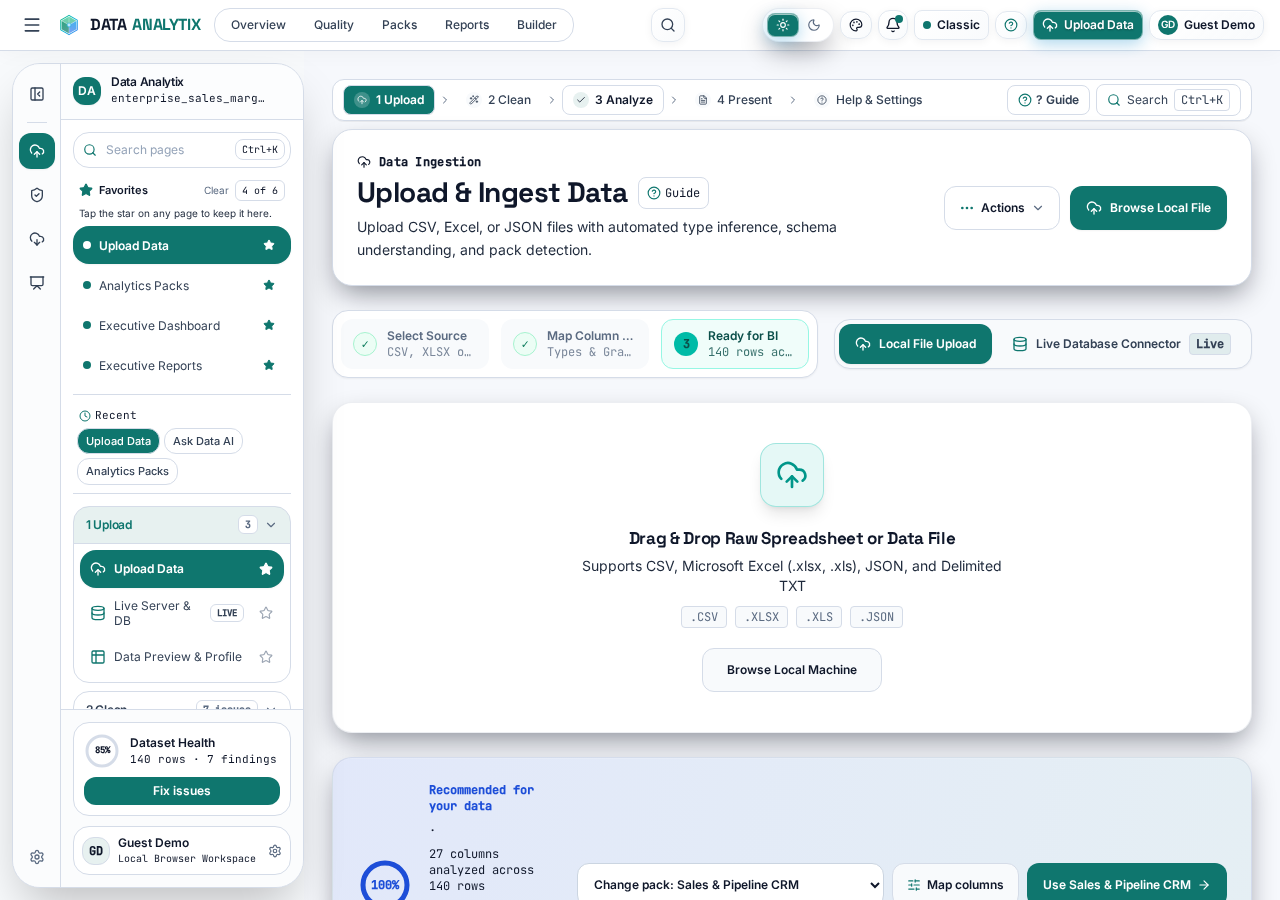 DATA ANALYTIX
Overview
Quality
Packs
Reports
Builder
Classic
Upload Data
GD
Guest Demo
DA
Data Analytix
enterprise_sales_marg…
Search pages
Ctrl+K
Favorites
Clear
4 of 6
Tap the star on any page to keep it here.
Upload Data
Analytics Packs
Executive Dashboard
Executive Reports
Recent
Upload Data
Ask Data AI
Analytics Packs
1 Upload
3
Upload Data
Live Server & DB
LIVE
Data Preview & Profile
2 Clean
7 issues
85%
Dataset Health
140 rows · 7 findings
Fix issues
GD
Guest Demo
Local Browser Workspace
1 Upload
2 Clean
3 Analyze
4 Present
Help & Settings
? Guide
Search
Ctrl+K
Data Ingestion
Upload & Ingest Data
Guide
Upload CSV, Excel, or JSON files with automated type inference, schema
understanding, and pack detection.
Actions
Browse Local File
✓
Select Source
CSV, XLSX o…
✓
Map Column …
Types & Gra…
3
Ready for BI
140 rows ac…
Local File Upload
Live Database Connector
Live
Drag & Drop Raw Spreadsheet or Data File
Supports CSV, Microsoft Excel (.xlsx, .xls), JSON, and Delimited
TXT
.CSV
.XLSX
.XLS
.JSON
Browse Local Machine
100%
Recommended for
your data
·
27 columns
analyzed across
140 rows
Change pack: Sales & Pipeline CRM
Map columns
Use Sales & Pipeline CRM